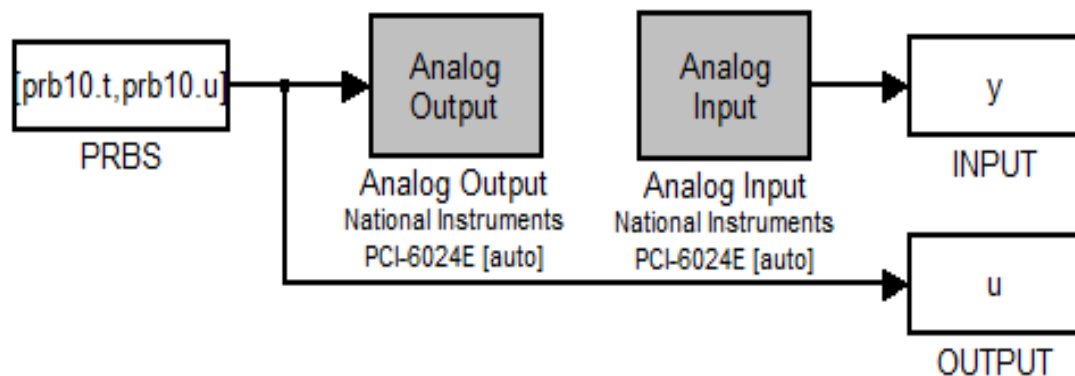 [prb10.t,prb10.u]
PRBS
Analog
Output
Analog Output
National Instruments
PCI-6024E [auto]
Analog
Input
Analog Input
National Instruments
PCI-6024E [auto]
y
INPUT
u
OUTPUT